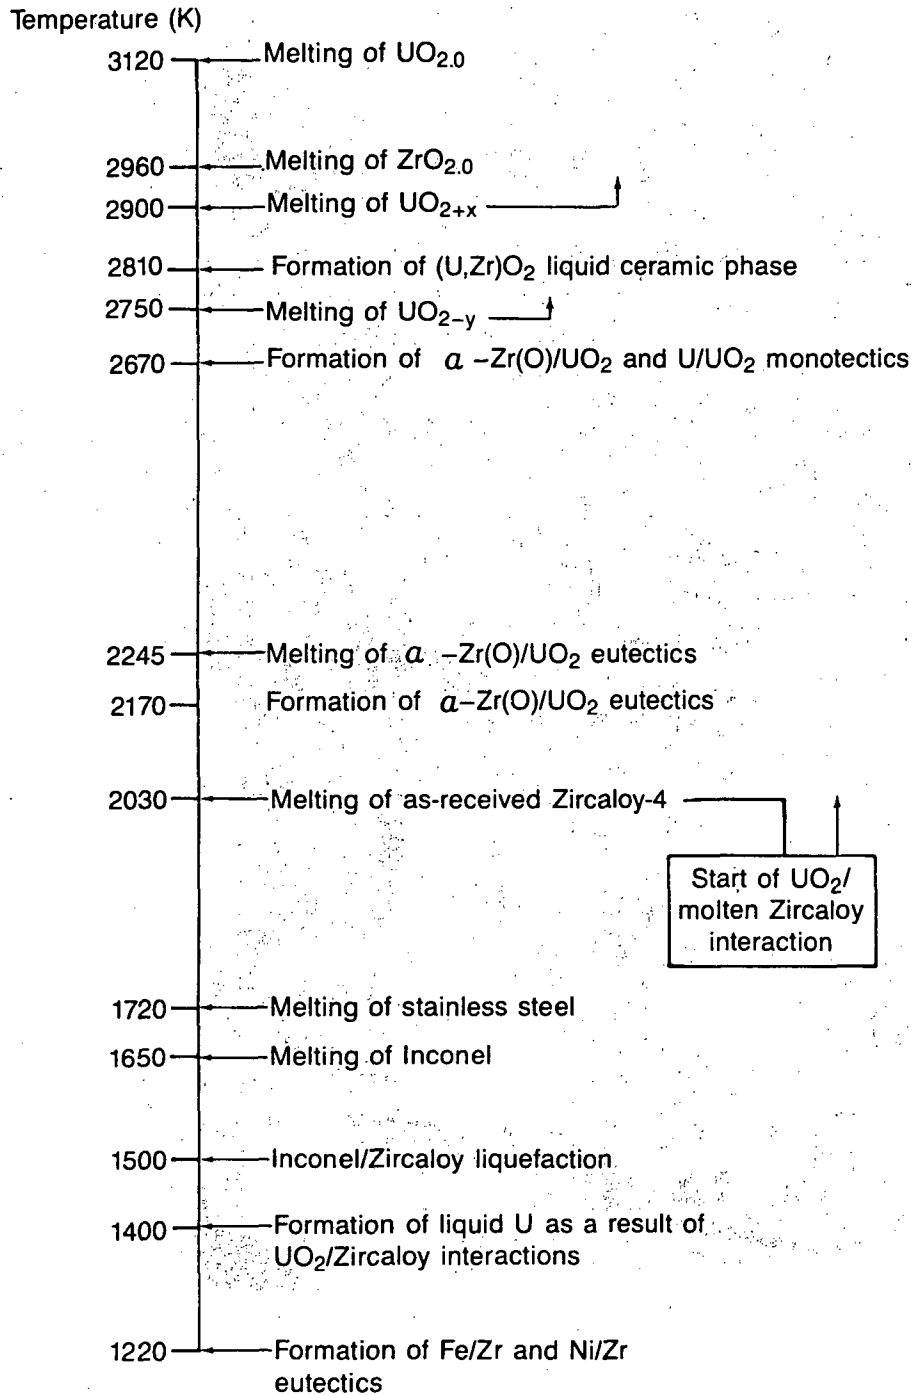 Temperature (K)
3120 Melting of UO2.0
2960 Melting of ZrO2.0
2900 Melting of UO2+x
2810 Formation of (U,Zr)O2 liquid ceramic phase
2750 Melting of UO2-y
2670 Formation of a -Zr(O)/UO2 and U/UO2 monotectics
2245 Melting of a -Zr(O)/UO2 eutectics
2170 Formation of a-Zr(O)/UO2 eutectics
2030 Melting of as-received Zircaloy-4
Start of UO2/
molten Zircaloy
interaction
1720 Melting of stainless steel
1650 Melting of Inconel
1500 Inconel/Zircaloy liquefaction
1400 Formation of liquid U as a result of
UO2/Zircaloy interactions
1220 Formation of Fe/Zr and Ni/Zr
eutectics